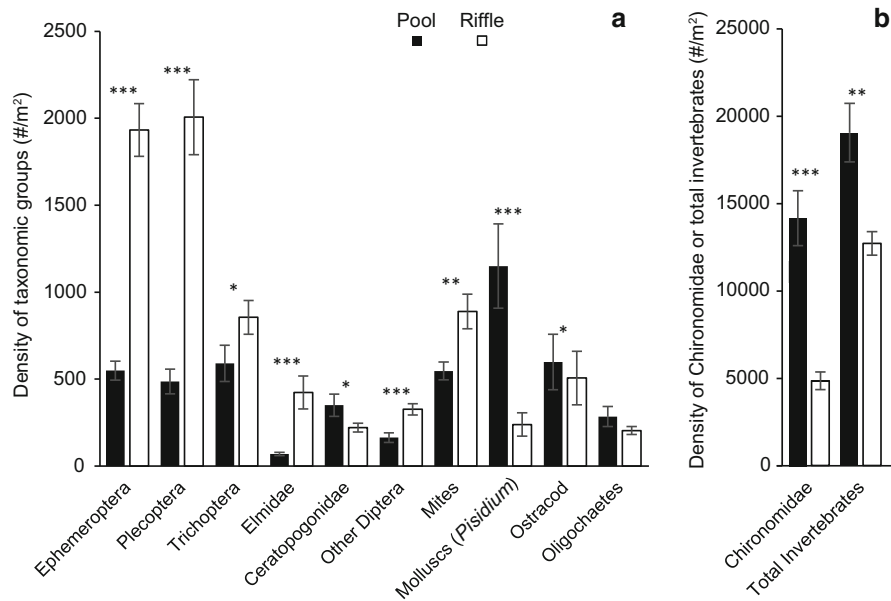 Pool Riffle
a
Density of taxonomic groups (#/m²)
2500
2000
1500
1000
500
0
***
***
*
***
*
***
**
***
*
Ephemeroptera
Plecoptera
Trichoptera
Elmidae
Ceratopogonidae
Other Diptera
Mites
Molluscs (Pisidium)
Ostracod
Oligochaetes
b
Density of Chironomidae or total invertebrates (#/m²)
25000
20000
15000
10000
5000
0
***
**
Chironomidae
Total Invertebrates